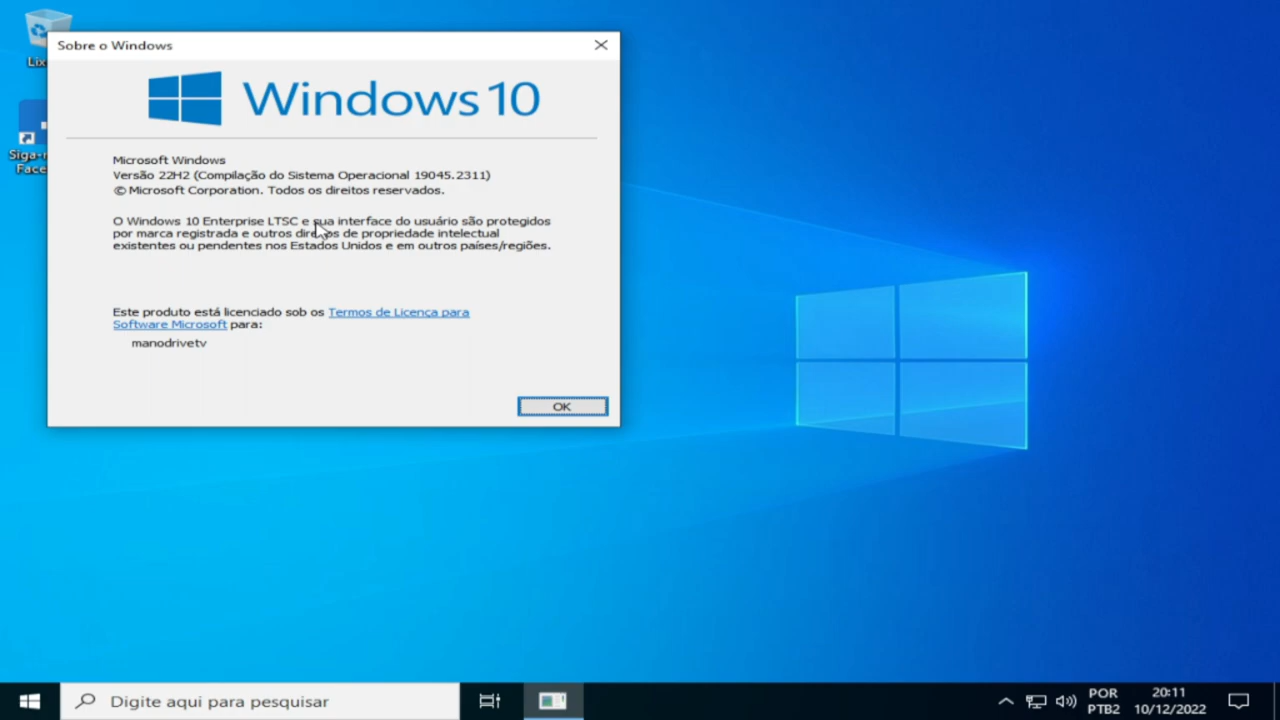 Sobre o Windows
Windows 10
Microsoft Windows
Versão 22H2 (Compilação do Sistema Operacional 19045.2311)
© Microsoft Corporation. Todos os direitos reservados.
O Windows 10 Enterprise LTSC e sua interface do usuário são protegidos
por marca registrada e outros direitos de propriedade intelectual
existentes ou pendentes nos Estados Unidos e em outros países/regiões.
Este produto está licenciado sob os Termos de Licença para
Software Microsoft para:
manodrivetv
OK
Lix
Siga-
Face
Digite aqui para pesquisar
POR
PTB2
20:11
10/12/2022